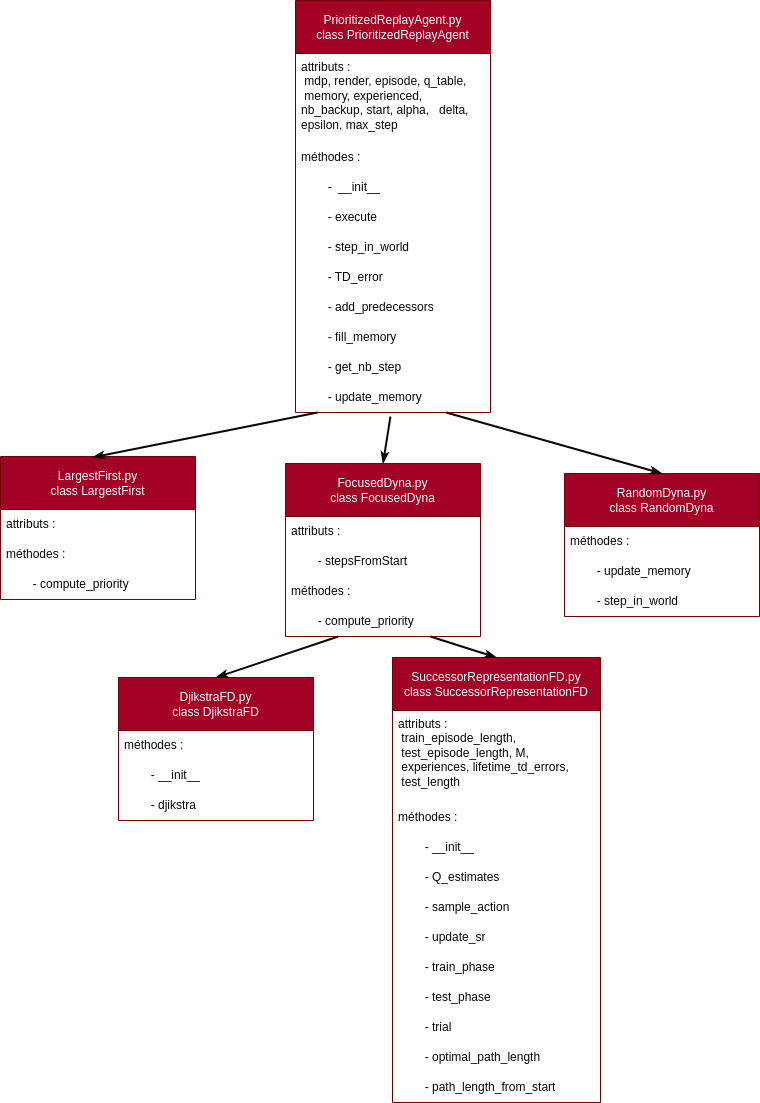 PrioritizedReplayAgent.py
class PrioritizedReplayAgent
attributs :
mdp, render, episode, q_table,
memory, experienced,
nb_backup, start, alpha, delta,
epsilon, max_step
méthodes :
- __init__
- execute
- step_in_world
- TD_error
- add_predecessors
- fill_memory
- get_nb_step
- update_memory
LargestFirst.py
class LargestFirst
attributs :
méthodes :
- compute_priority
FocusedDyna.py
class FocusedDyna
attributs :
- stepsFromStart
méthodes :
- compute_priority
RandomDyna.py
class RandomDyna
méthodes :
- update_memory
- step_in_world
DjikstraFD.py
class DjikstraFD
méthodes :
- __init__
- djikstra
SuccessorRepresentationFD.py
class SuccessorRepresentationFD
attributs :
train_episode_length,
test_episode_length, M,
experiences, lifetime_td_errors,
test_length
méthodes :
- __init__
- Q_estimates
- sample_action
- update_sr
- train_phase
- test_phase
- trial
- optimal_path_length
- path_length_from_start